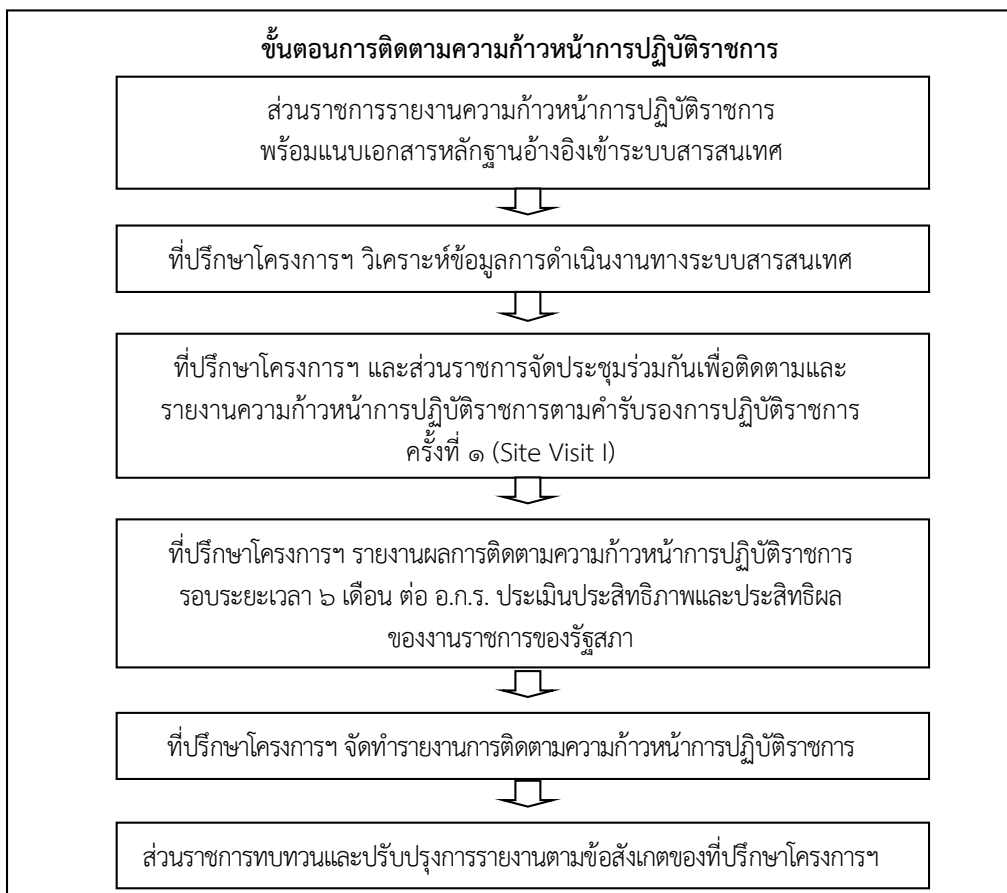 ขั้นตอนการติดตามความก้าวหน้าการปฏิบัติราชการ
ส่วนราชการรายงานความก้าวหน้าการปฏิบัติราชการ
พร้อมแนบเอกสารหลักฐานอ้างอิงเข้าระบบสารสนเทศ
ที่ปรึกษาโครงการฯ วิเคราะห์ข้อมูลการดำเนินงานทางระบบสารสนเทศ
ที่ปรึกษาโครงการฯ และส่วนราชการจัดประชุมร่วมกันเพื่อติดตามและ
รายงานความก้าวหน้าการปฏิบัติราชการตามคำรับรองการปฏิบัติราชการ
ครั้งที่ ๑ (Site Visit I)
ที่ปรึกษาโครงการฯ รายงานผลการติดตามความก้าวหน้าการปฏิบัติราชการ
รอบระยะเวลา ๖ เดือน ต่อ อ.ก.ร. ประเมินประสิทธิภาพและประสิทธิผล
ของงานราชการของรัฐสภา
ที่ปรึกษาโครงการฯ จัดทำรายงานการติดตามความก้าวหน้าการปฏิบัติราชการ
ส่วนราชการทบทวนและปรับปรุงการรายงานตามข้อสังเกตของที่ปรึกษาโครงการฯ